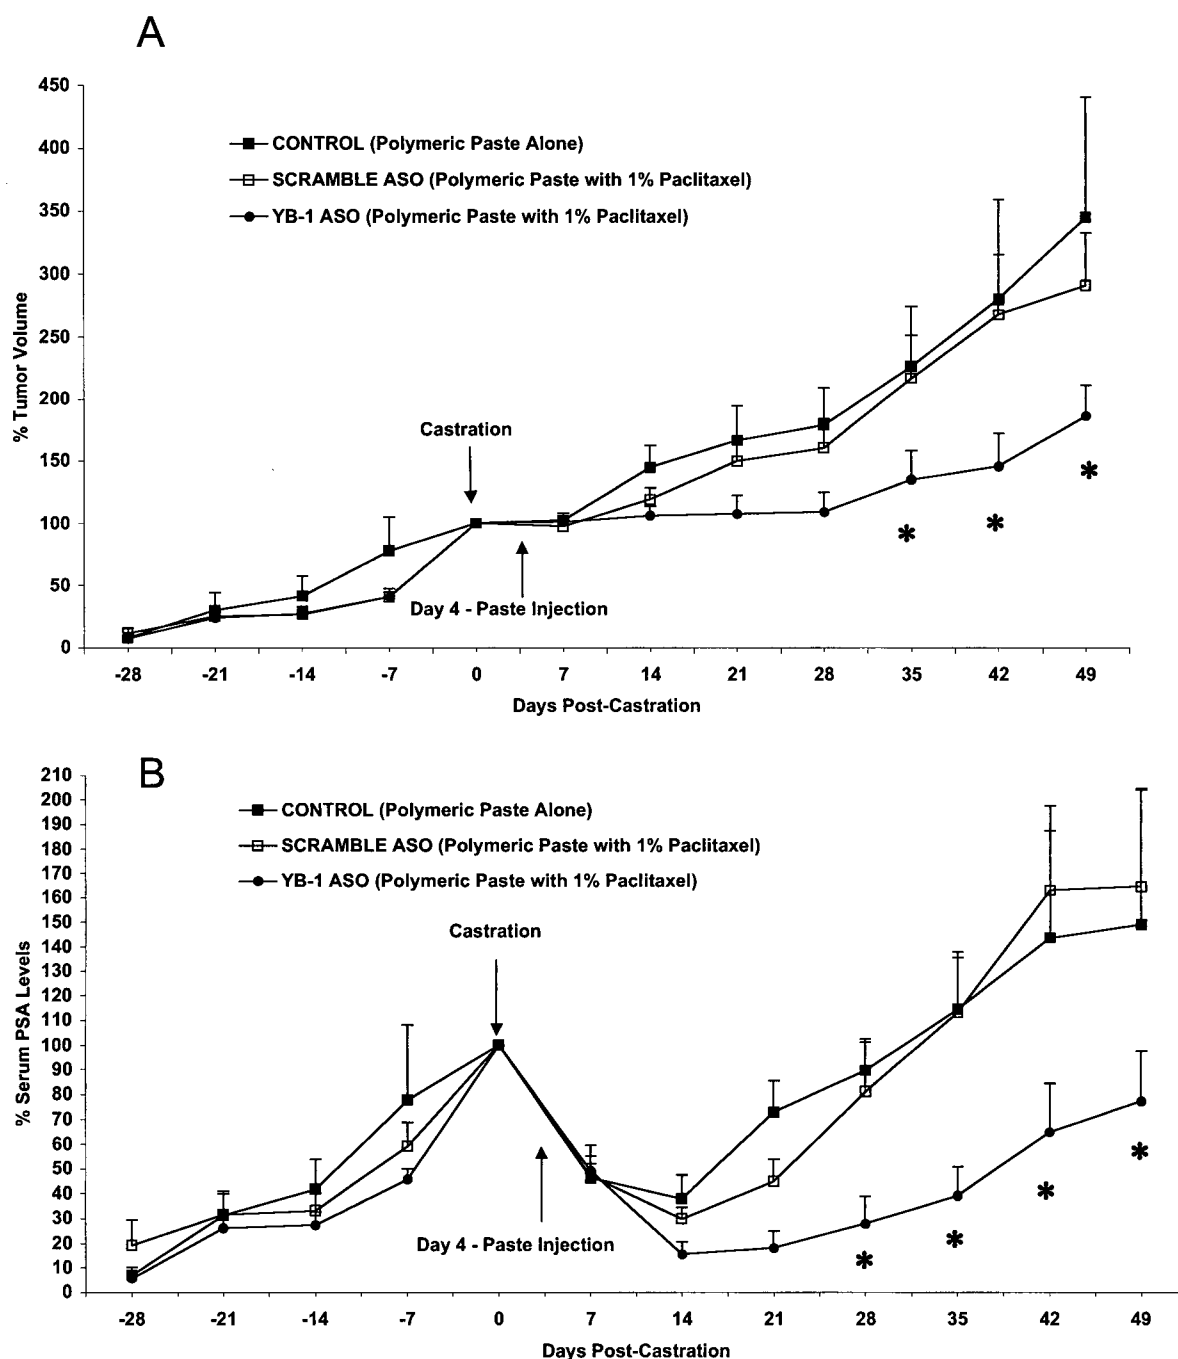 A
450
400
350
300
250
200
150
100
50
0
% Tumor Volume
CONTROL (Polymeric Paste Alone)
SCRAMBLE ASO (Polymeric Paste with 1% Paclitaxel)
YB-1 ASO (Polymeric Paste with 1% Paclitaxel)
Castration
Day 4 - Paste Injection
* * *
-28 -21 -14 -7 0 7 14 21 28 35 42 49
Days Post-Castration
B
210
200
190
180
170
160
150
140
130
120
110
100
90
80
70
60
50
40
30
20
10
0
% Serum PSA Levels
CONTROL (Polymeric Paste Alone)
SCRAMBLE ASO (Polymeric Paste with 1% Paclitaxel)
YB-1 ASO (Polymeric Paste with 1% Paclitaxel)
Castration
Day 4 - Paste Injection
* * * *
-28 -21 -14 -7 0 7 14 21 28 35 42 49
Days Post-Castration